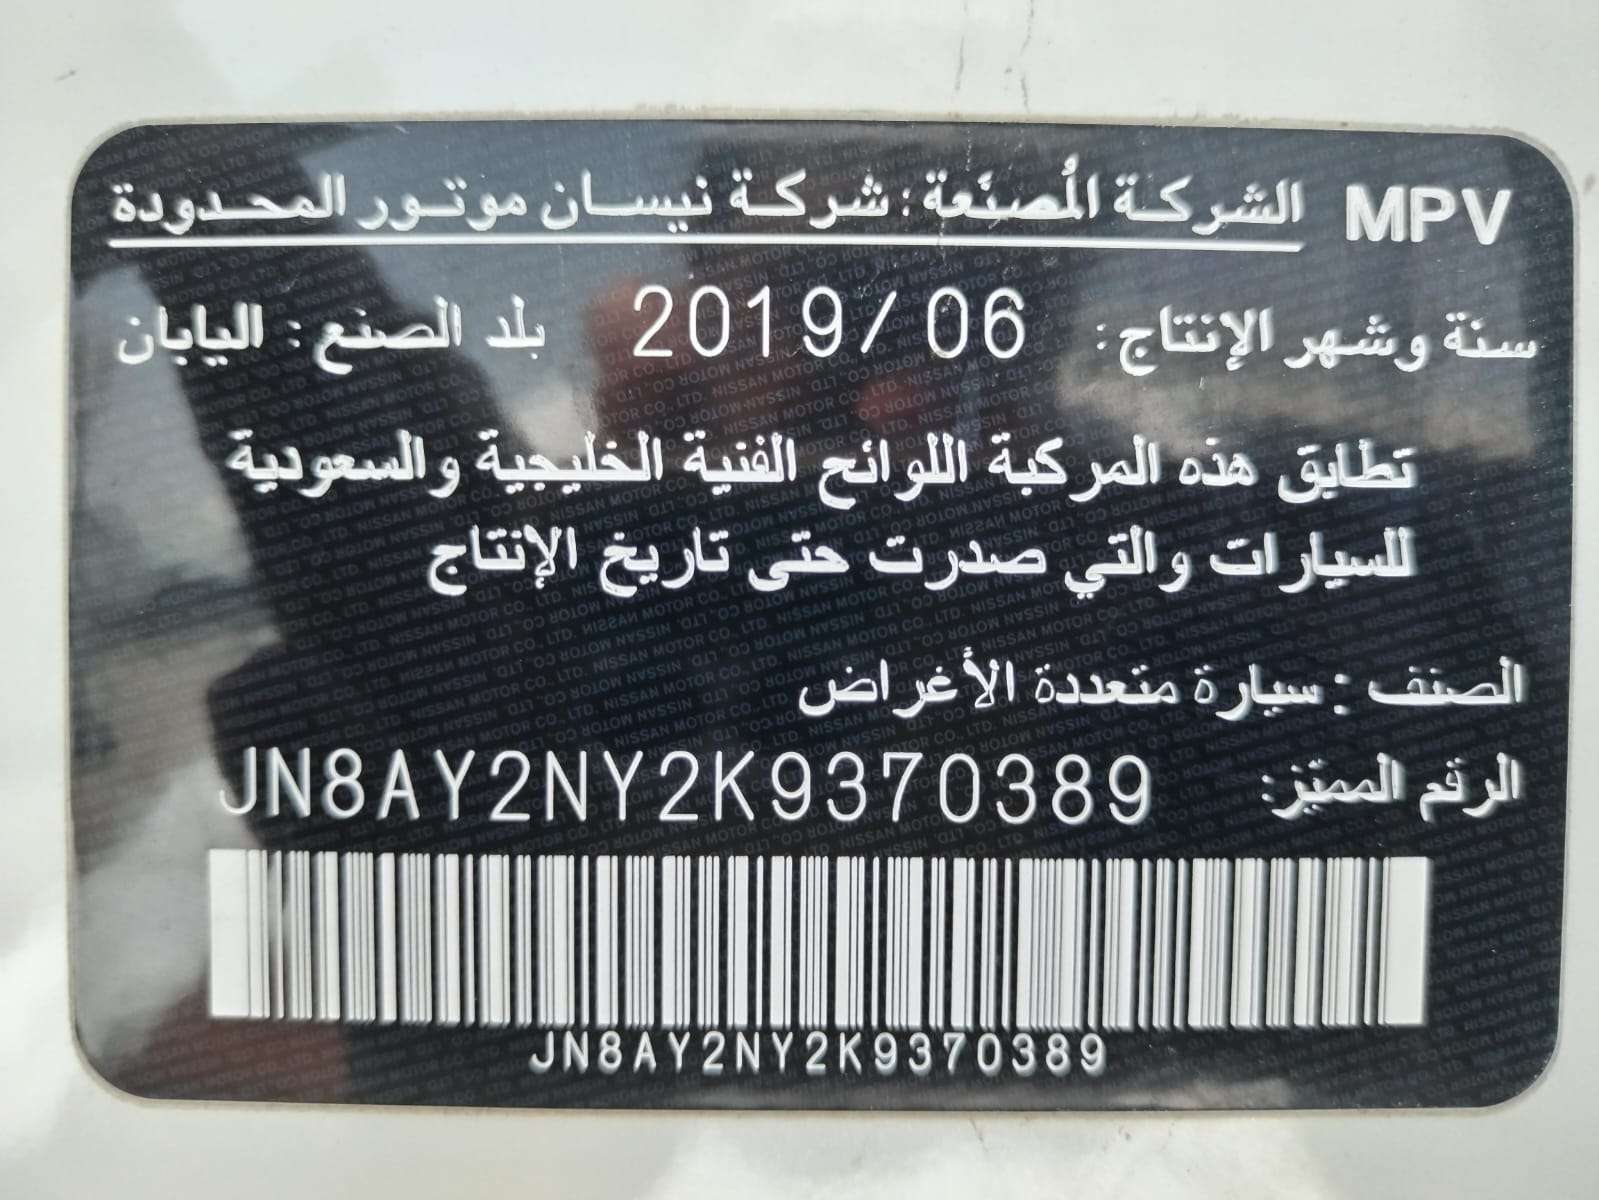 MPV الشركة المُصنّعة: شركة نيسان موتور المحدودة
سنة وشهر الإنتاج: 2019/06 بلد الصنع: اليابان
تطابق هذه المركبة اللوائح الفنية الخليجية والسعودية
للسيارات والتي صدرت حتى تاريخ الإنتاج
الصنف: سيارة متعددة الأغراض
الرقم المميّز: JN8AY2NY2K9370389
JN8AY2NY2K9370389